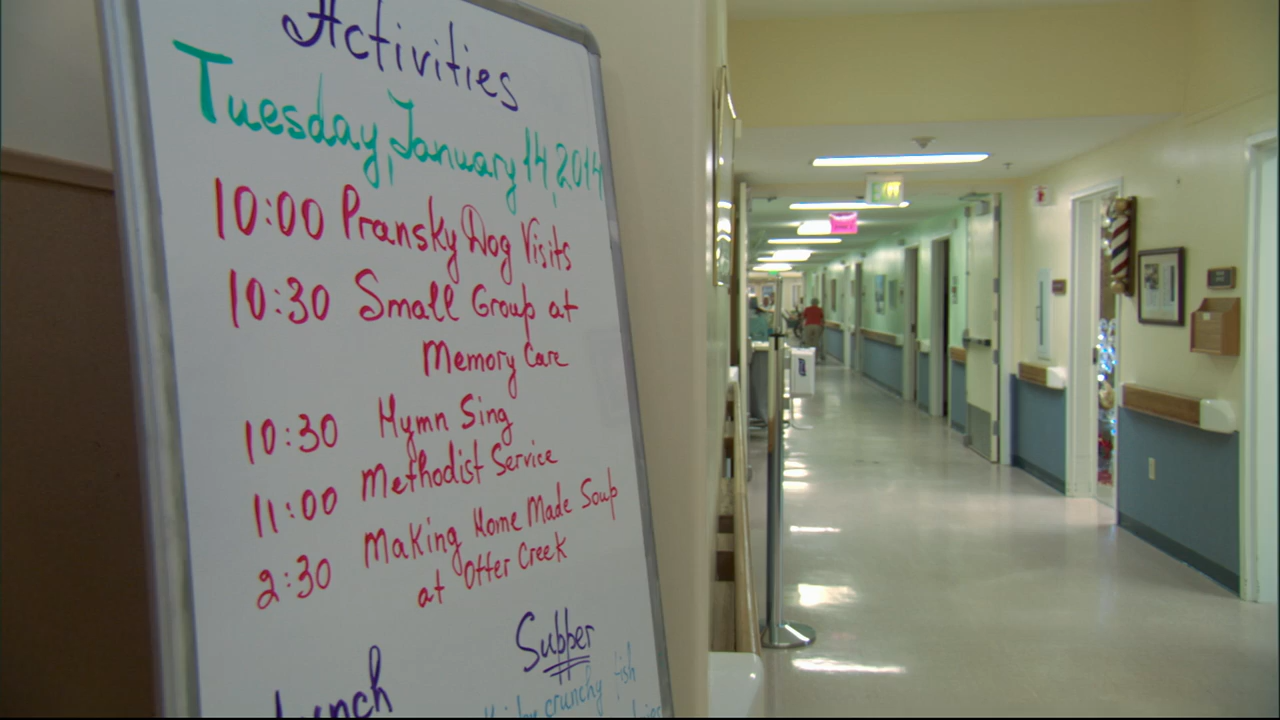 Activities
Tuesday, January 14, 2014
10:00 Pransky Dog Visits
10:30 Small Group at
Memory Care
10:30 Hymn Sing
11:00 Methodist Service
2:30 Making Home Made Soup
at Otter Creek
Supper
Lunch
crunchy fish